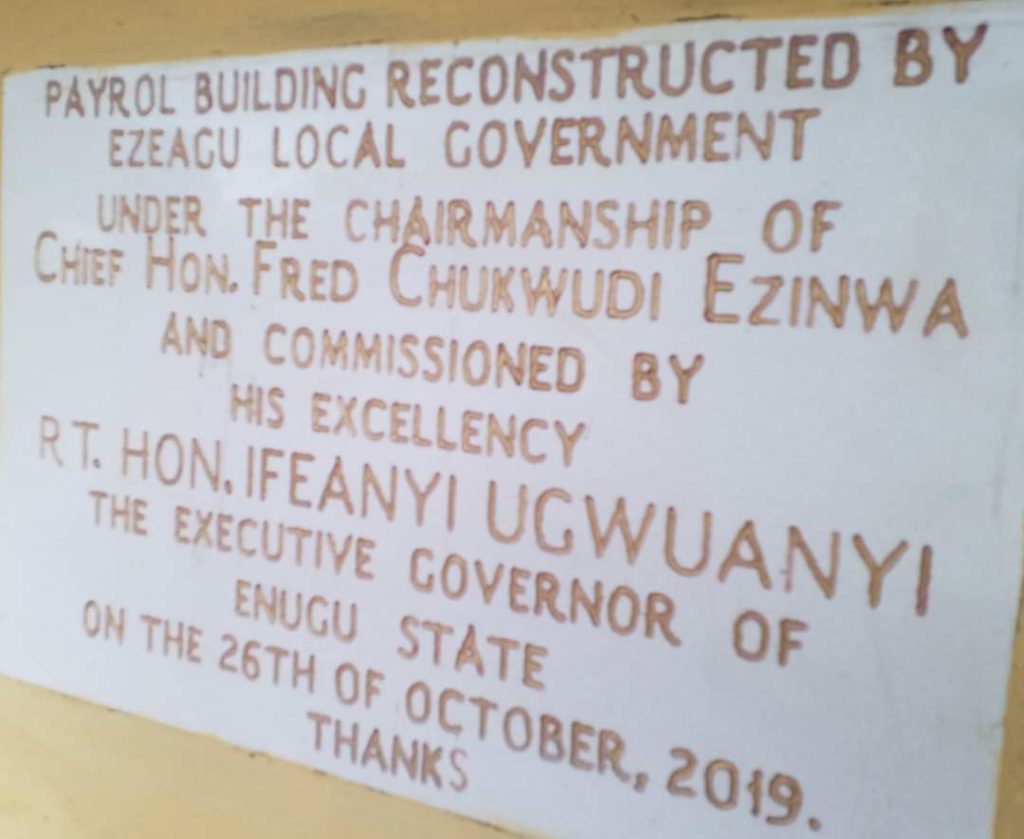 PAYROL BUILDING RECONSTRUCTED BY
EZEAGU LOCAL GOVERNMENT
UNDER THE CHAIRMANSHIP OF
CHIEF HON. FRED CHUKWUDI EZINWA
AND COMMISSIONED BY
HIS EXCELLENCY
RT. HON. IFEANYI UGWUANYI
THE EXECUTIVE GOVERNOR OF
ENUGU STATE
ON THE 26TH OF OCTOBER, 2019.
THANKS